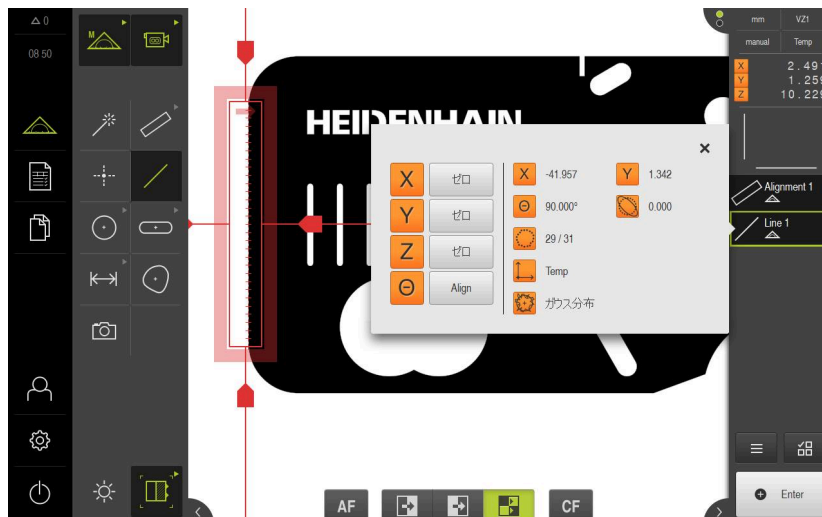 0
08 50
M
mm VZ1
manual Temp
X 2.491
Y 1.259
Z 10.229
HEIDENHAIN
X ゼロ
Y ゼロ
Z ゼロ
Θ Align
X -41.957 Y 1.342
Θ 90.000° 0.000
29 / 31
Temp
ガウス分布
Alignment 1
Line 1
AF CF
Enter